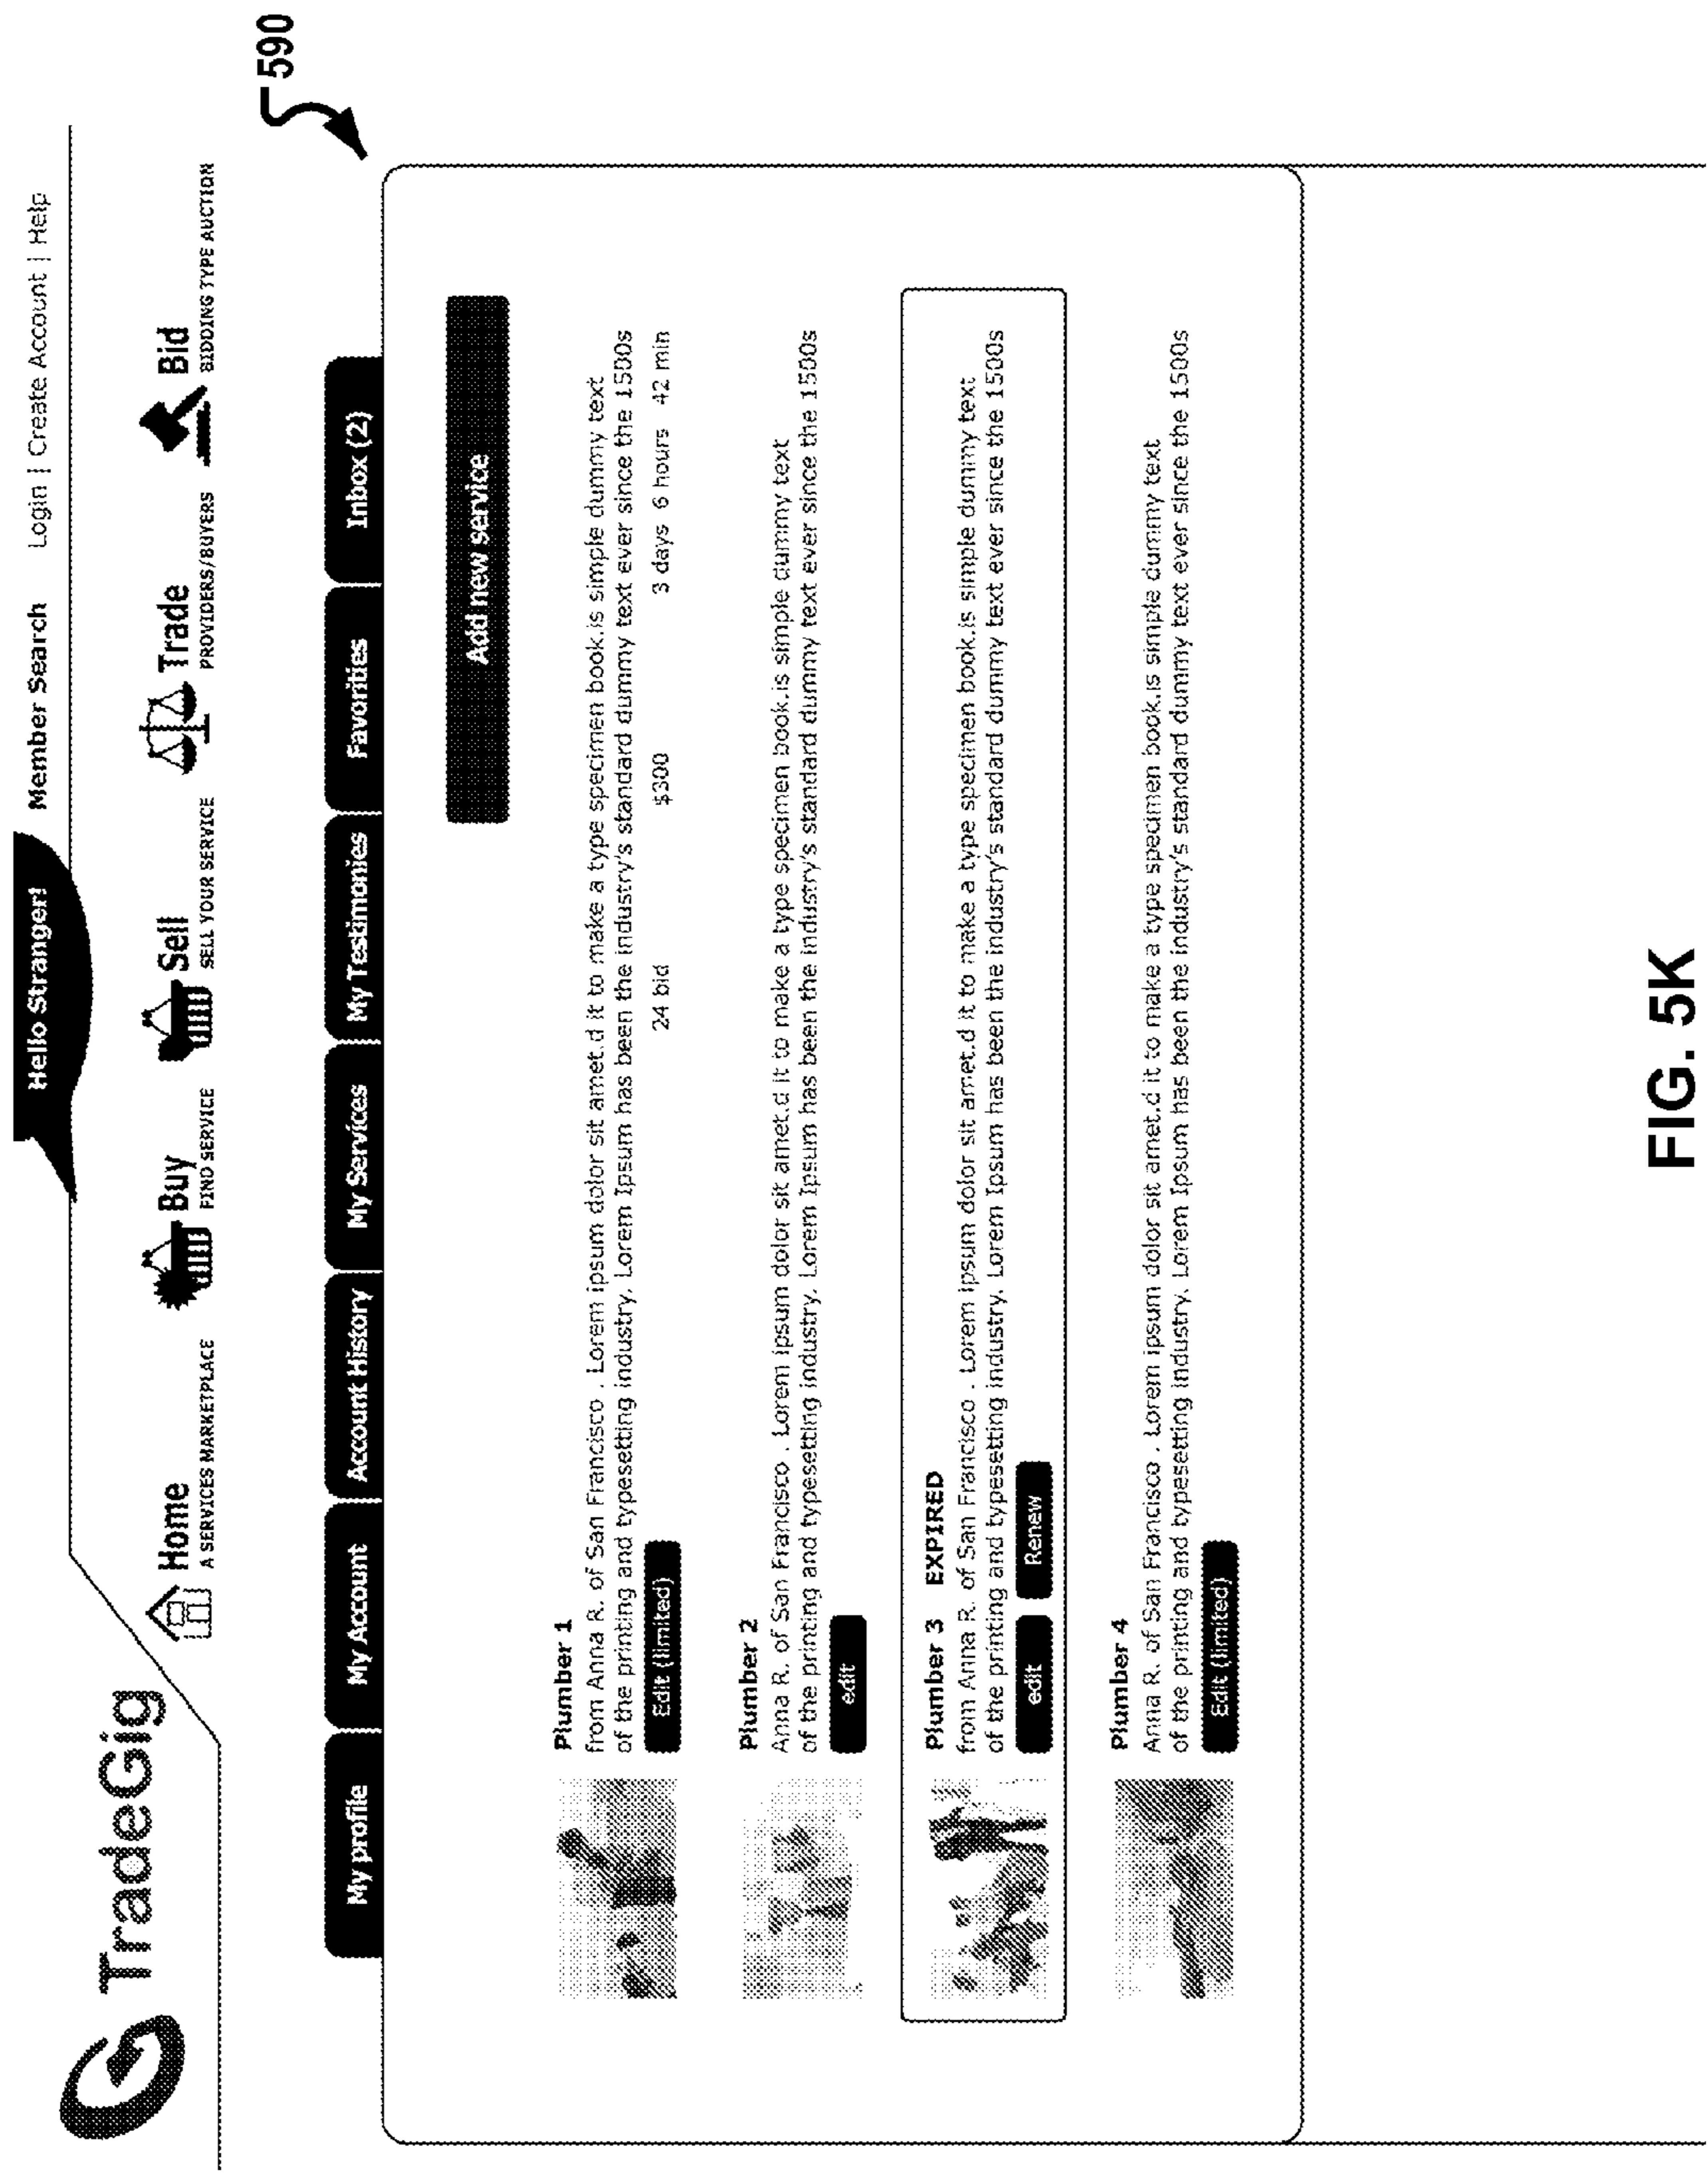 Hello Stranger!
Member Search
Login | Create Account | Help
TradeGig
Home
A SERVICES MARKETPLACE
Buy
FIND SERVICE
Sell
SELL YOUR SERVICE
Trade
PROVIDERS/BUYERS
Bid
BIDDING TYPE AUCTION
590
My profile
My Account
Account History
My Services
My Testimonies
Favorities
Inbox (2)
Add new service
Plumber 1
from Anna R. of San Francisco . Lorem ipsum dolor sit amet.d it to make a type specimen book.is simple dummy text
of the printing and typesetting industry. Lorem Ipsum has been the industry's standard dummy text ever since the 1500s
Edit (limited)
24 bid
$300
3 days 6 hours 42 min
Plumber 2
Anna R. of San Francisco . Lorem ipsum dolor sit amet.d it to make a type specimen book.is simple dummy text
of the printing and typesetting industry. Lorem Ipsum has been the industry's standard dummy text ever since the 1500s
edit
Plumber 3 EXPIRED
from Anna R. of San Francisco . Lorem ipsum dolor sit amet.d it to make a type specimen book.is simple dummy text
of the printing and typesetting industry. Lorem Ipsum has been the industry's standard dummy text ever since the 1500s
edit
Renew
Plumber 4
Anna R. of San Francisco . Lorem ipsum dolor sit amet.d it to make a type specimen book.is simple dummy text
of the printing and typesetting industry. Lorem Ipsum has been the industry's standard dummy text ever since the 1500s
Edit (limited)
FIG. 5K